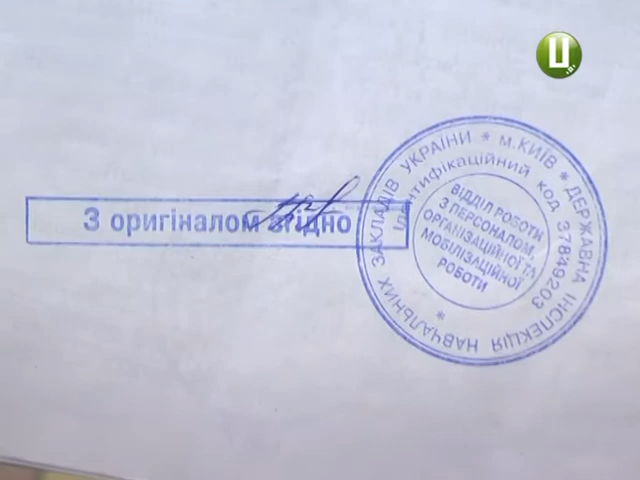 Ц
З оригіналом згідно
* м.КИЇВ * ДЕРЖАВНА ІНСПЕКЦІЯ НАВЧАЛЬНИХ ЗАКЛАДІВ УКРАЇНИ
* Ідентифікаційний код 37849203
ВІДДІЛ РОБОТИ
З ПЕРСОНАЛОМ
ОРГАНІЗАЦІЙНОЇ ТА
МОБІЛІЗАЦІЙНОЇ
РОБОТИ